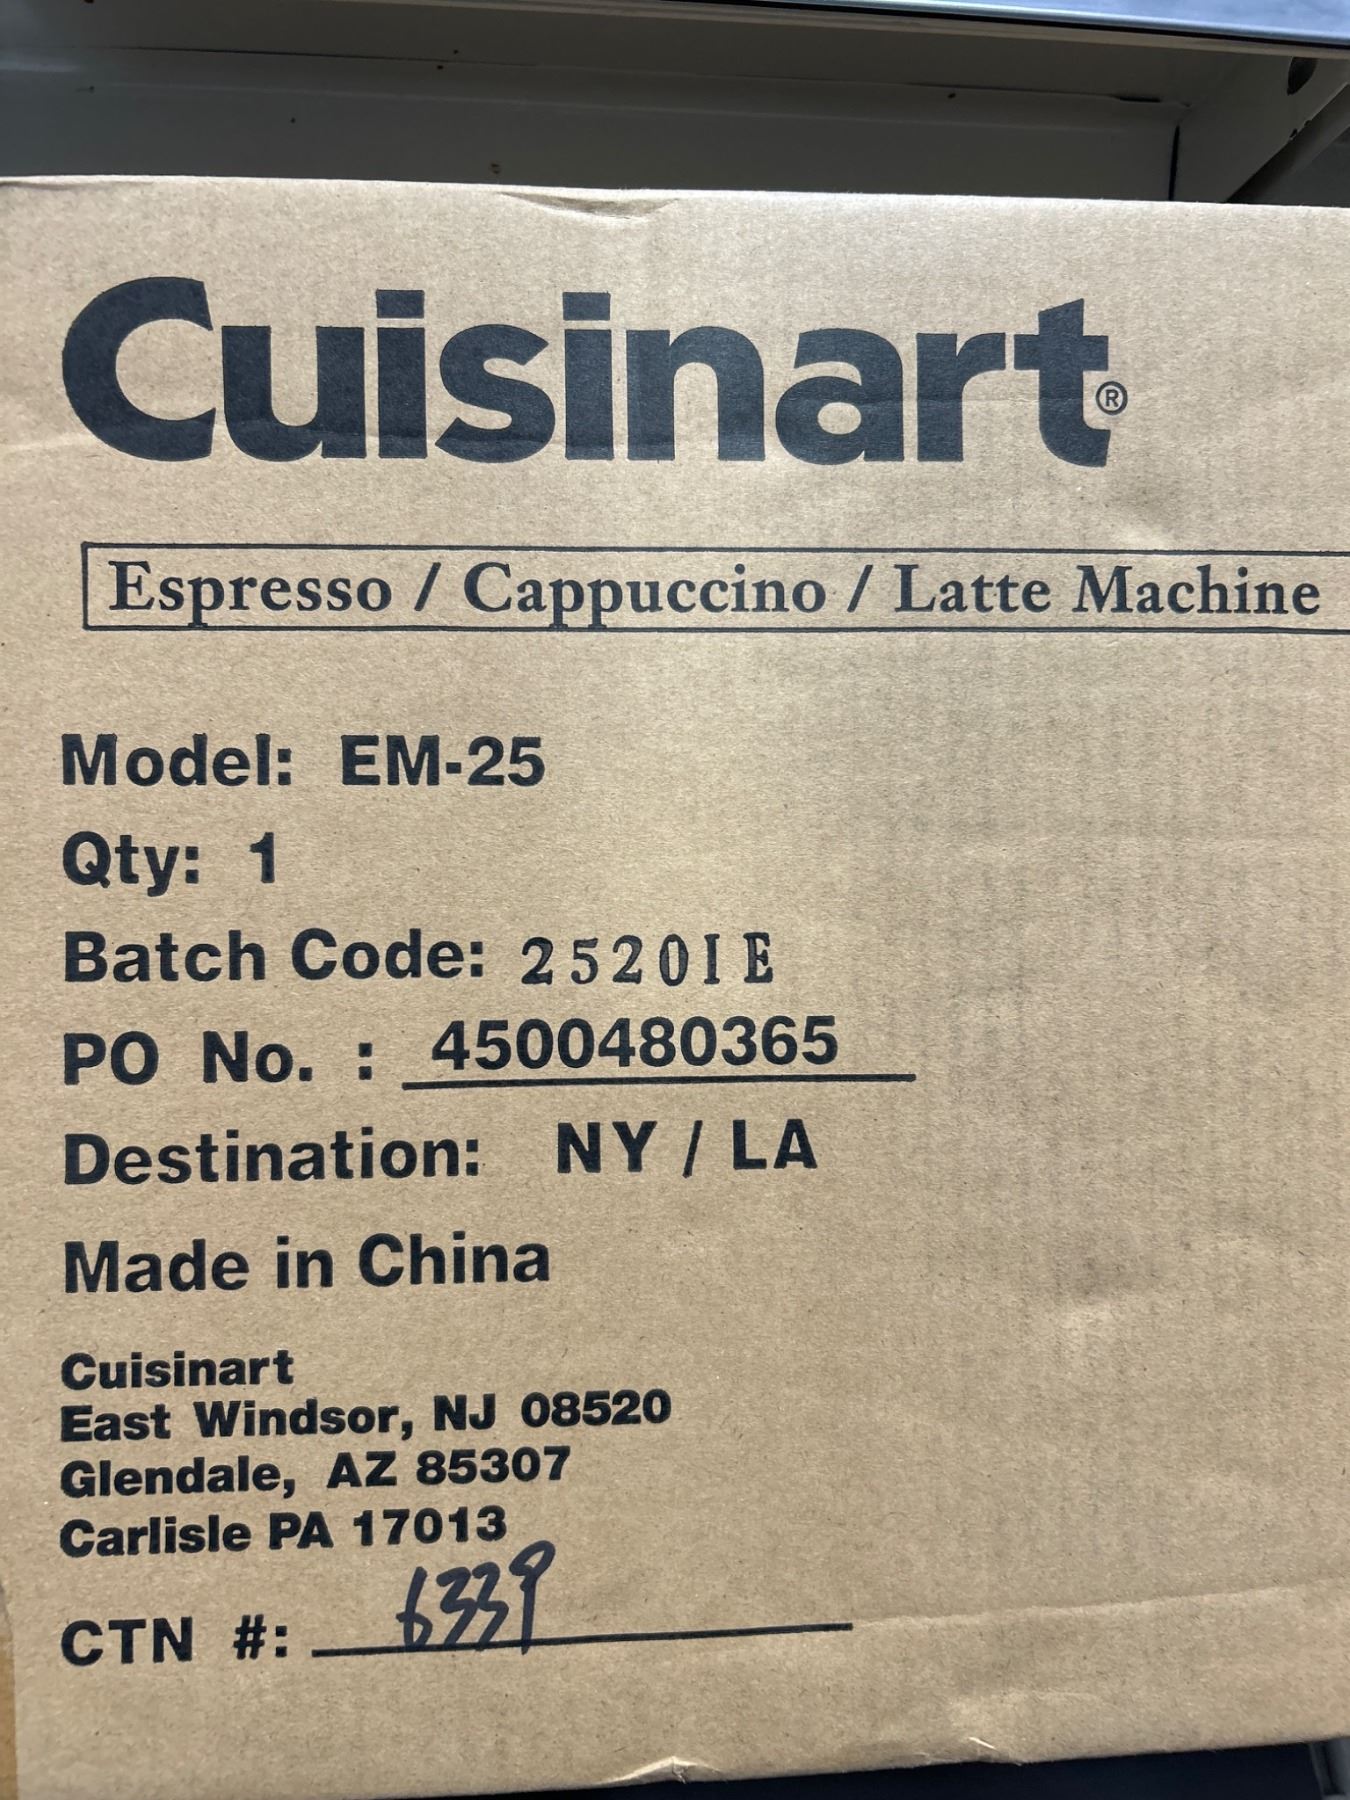 Cuisinart®
Espresso / Cappuccino / Latte Machine
Model: EM-25
Qty: 1
Batch Code: 25201E
PO No. : 4500480365
Destination: NY / LA
Made in China
Cuisinart
East Windsor, NJ 08520
Glendale, AZ 85307
Carlisle PA 17013
CTN #: 6339